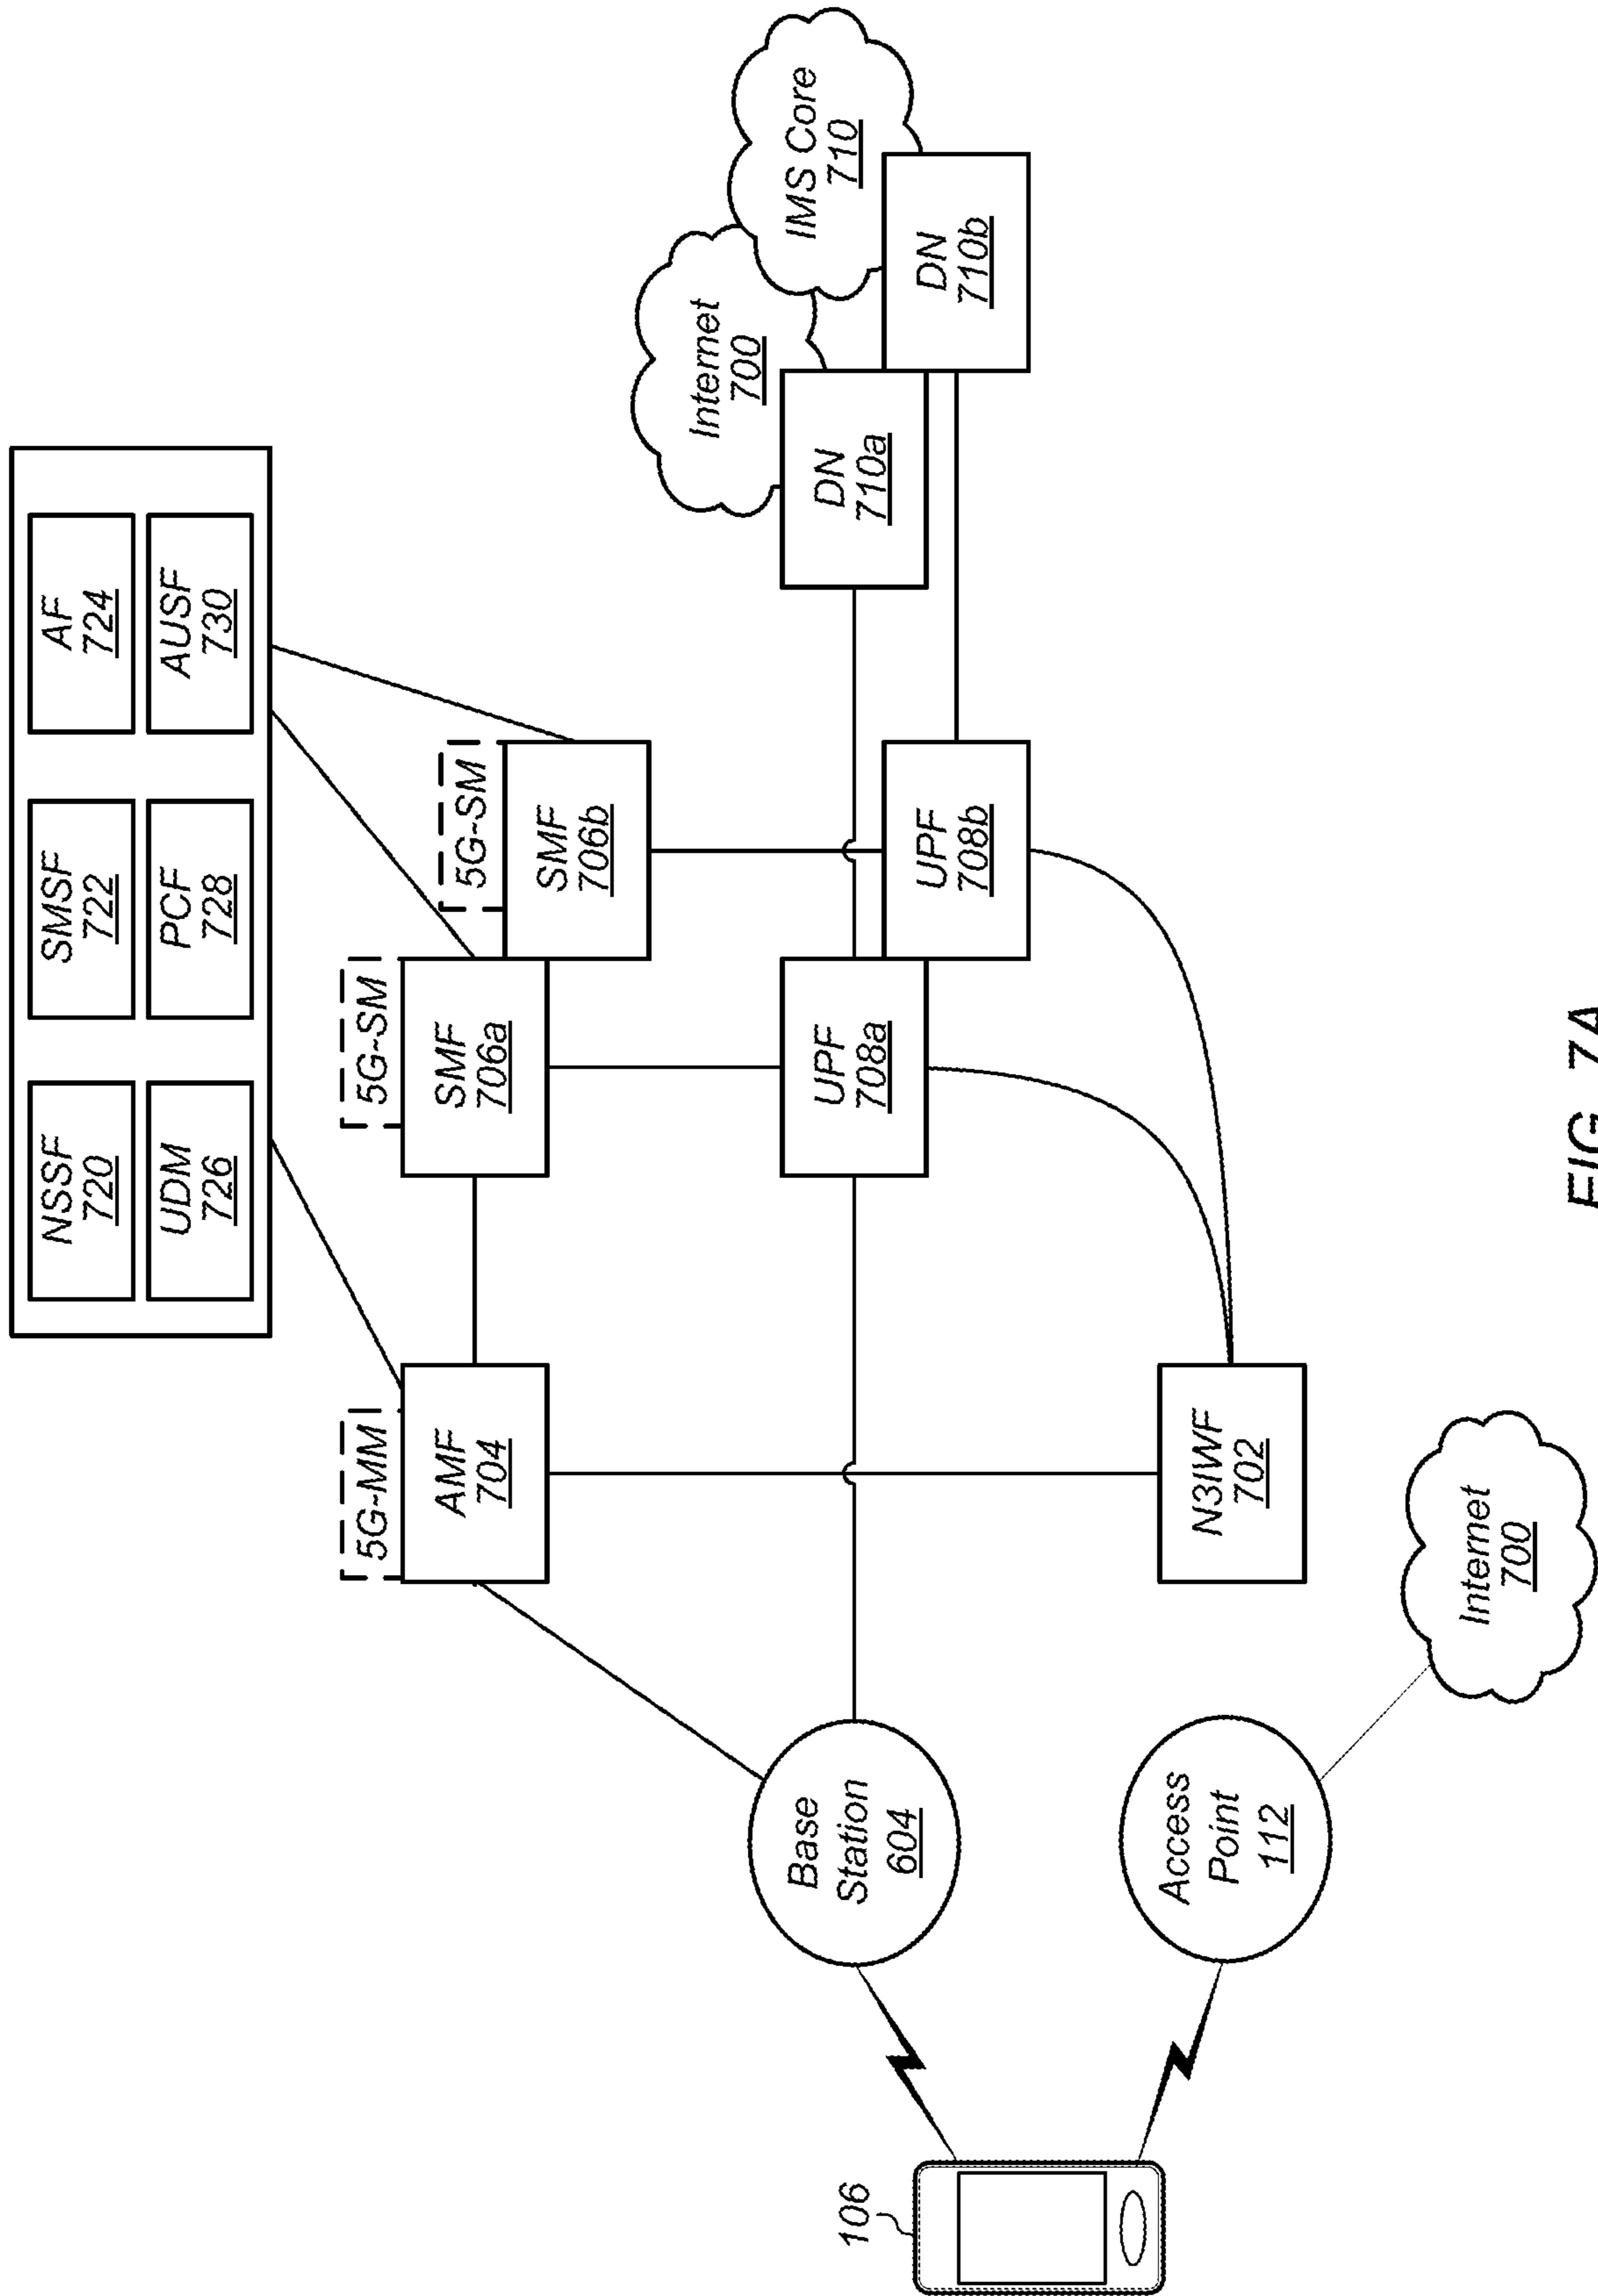 NSSF
720
SMSF
722
AF
724
UDM
726
PCF
728
AUSF
730
5G-MM
AMF
704
5G-SM
SMF
706a
5G-SM
SMF
706b
Internet
700
IMS Core
710
106
Base
Station
604
UPF
708a
UPF
708b
DN
710a
DN
710b
Access
Point
112
N3IWF
702
Internet
700
FIG. 7A